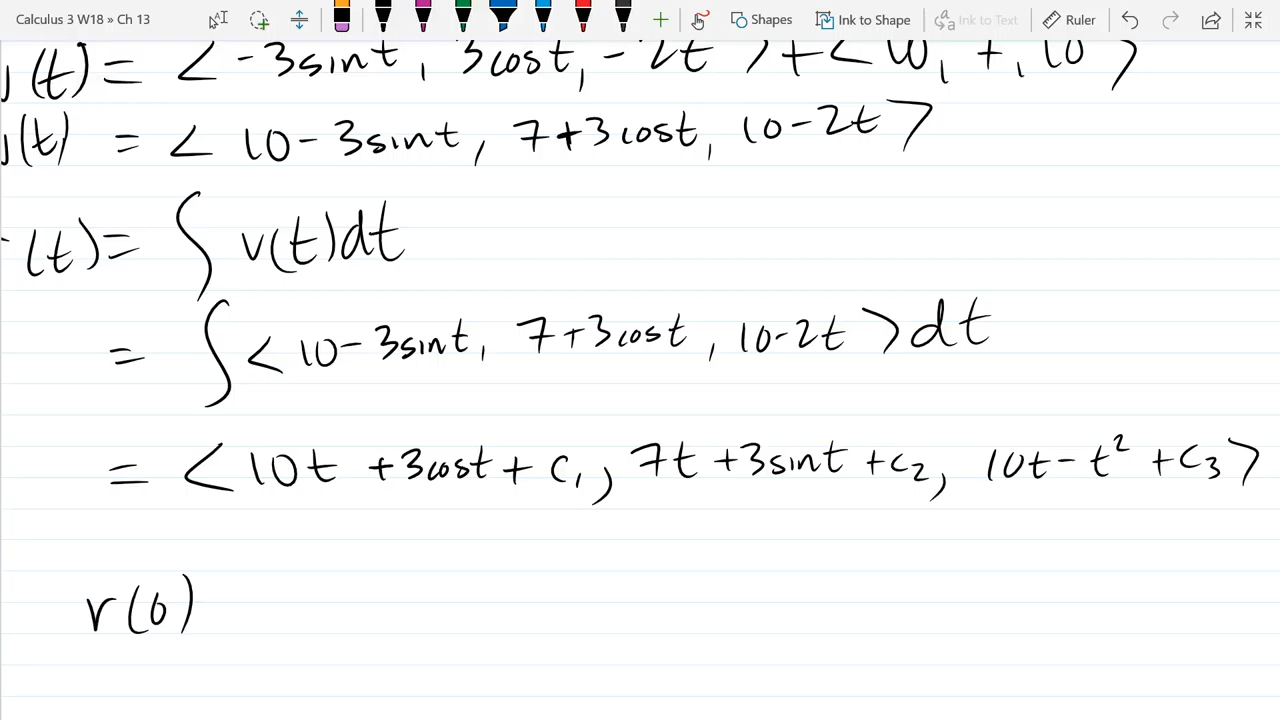 Calculus 3 W18 » Ch 13
Shapes Ink to Shape Ink to Text Ruler
(t) = < -3sint, 3cost, -2t > + < 10, 7, 10 >
(t) = < 10 - 3sint, 7 + 3cost, 10 - 2t >
(t) = ∫ v(t)dt
= ∫ < 10 - 3sint, 7 + 3cost, 10 - 2t > dt
= < 10t + 3cost + c₁, 7t + 3sint + c₂, 10t - t² + c₃ >
r(0)